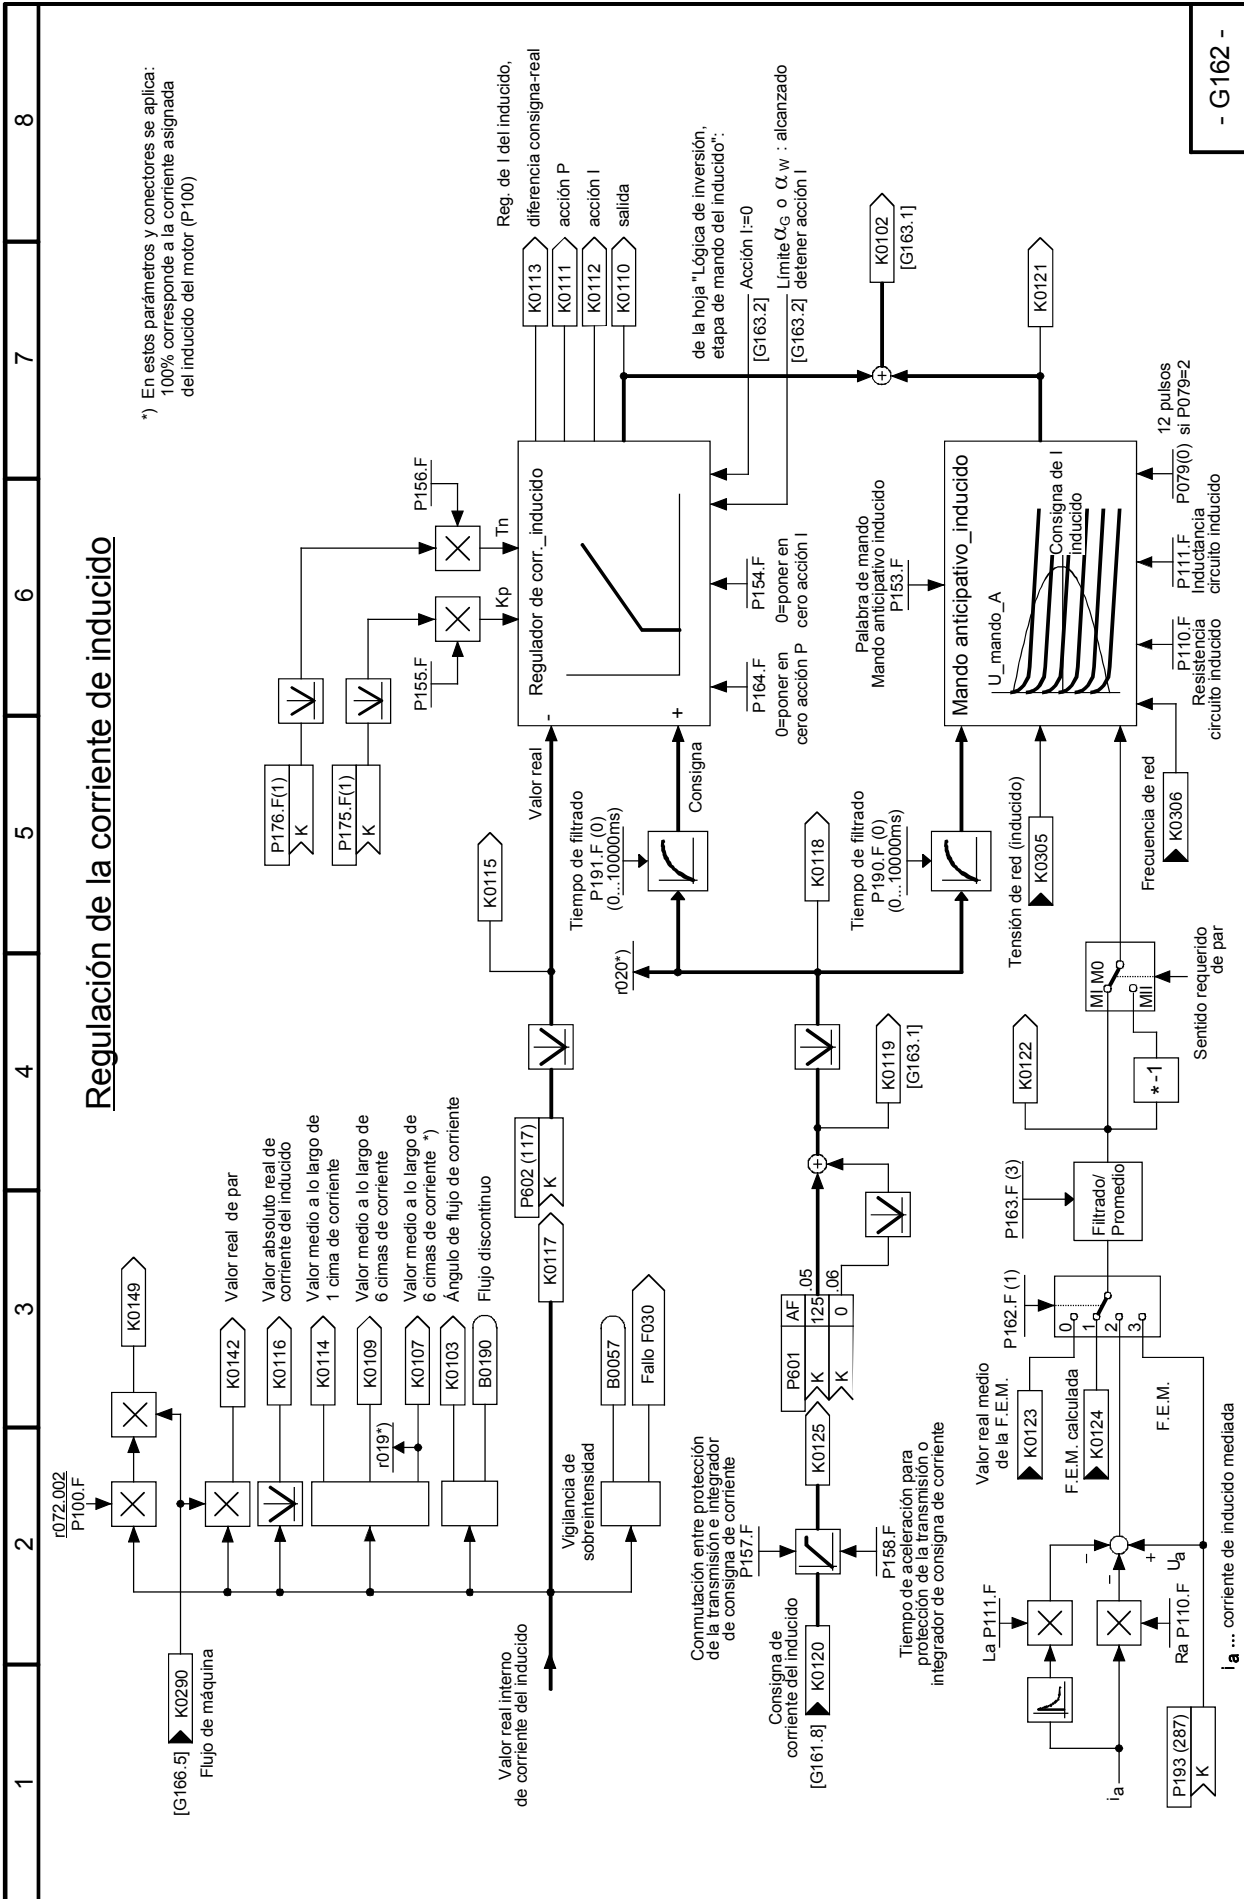 1
2
3
4
5
6
7
8
Regulación de la corriente de inducido
*) En estos parámetros y conectores se aplica:
100% corresponde a la corriente asignada
del inducido del motor (P100)
r072.002
P100.F
[G166.5]
K0290
Flujo de máquina
K0149
K0142
Valor real de par
K0116
Valor absoluto real de
corriente del inducido
K0114
Valor medio a lo largo de
1 cima de corriente
K0109
Valor medio a lo largo de
6 cimas de corriente
r019*)
K0107
Valor medio a lo largo de
6 cimas de corriente *)
K0103
Ángulo de flujo de corriente
B0190
Flujo discontinuo
Valor real interno
de corriente del inducido
K0117
P602 (117)
K
K0115
Valor real
-
Vigilancia de
sobreintensidad
B0057
Fallo F030
P176.F(1)
K
P175.F(1)
K
P155.F
P156.F
Kp
Tn
Regulador de corr._inducido
+
Consigna
Tiempo de filtrado
P191.F (0)
(0...10000ms)
P164.F
0=poner en
cero acción P
P154.F
0=poner en
cero acción I
Reg. de I del inducido,
K0113
diferencia consigna-real
K0111
acción P
K0112
acción I
K0110
salida
de la hoja "Lógica de inversión,
etapa de mando del inducido":
Acción I:=0
[G163.2]
Límite αG o αW : alcanzado
[G163.2]
detener acción I
K0102
[G163.1]
K0121
Conmutación entre protección
de la transmisión e integrador
de consigna de corriente
P157.F
Consigna de
corriente del inducido
[G161.8]
K0120
P158.F
Tiempo de aceleración para
protección de la transmisión o
integrador de consigna de corriente
K0125
P601
AF
K
125
.05
K
0
.06
+
K0119
[G163.1]
r020*)
K0118
Tiempo de filtrado
P190.F (0)
(0...10000ms)
Palabra de mando
Mando anticipativo inducido
P153.F
Mando anticipativo_inducido
U_mando_A
Consigna de I
inducido
+
Tensión de red (inducido)
K0305
Frecuencia de red
K0306
P110.F
Resistencia
circuito inducido
P111.F
Inductancia
circuito inducido
P079(0)
12 pulsos
si P079=2
Valor real medio
de la F.E.M.
K0123
F.E.M. calculada
K0124
F.E.M.
P162.F (1)
0
1
2
3
P163.F (3)
Filtrado/
Promedio
K0122
*-1
MI, M0
MII
Sentido requerido
de par
La P111.F
Ra P110.F
ia
-
-
+
Ua
P193 (287)
K
ia ... corriente de inducido mediada
- G162 -